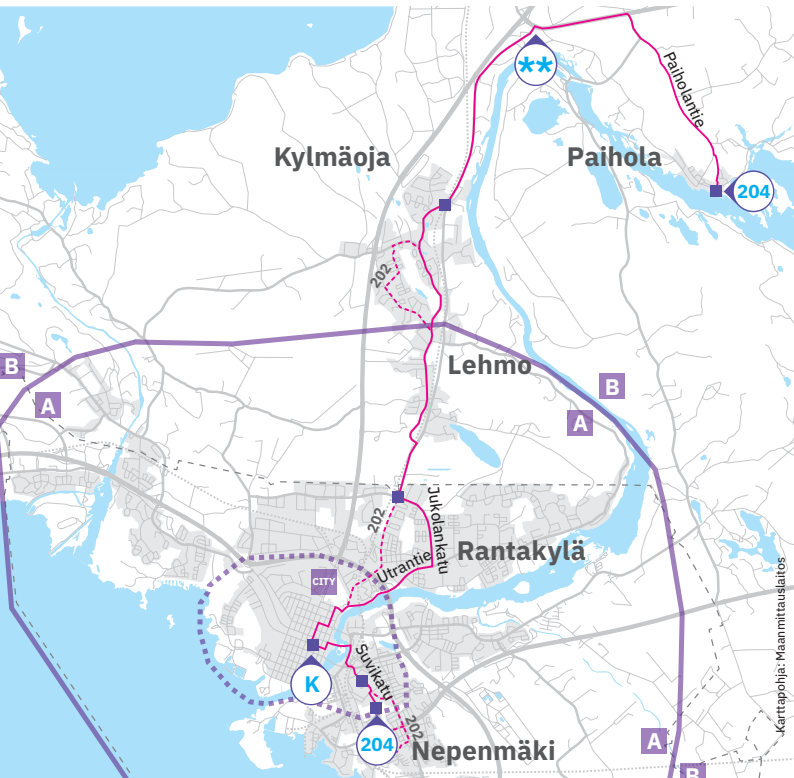 **
Paiholantie
Kylmäoja
Paihola
204
202
B
A
Lehmo
B
A
202
Jukolankatu
Rantakylä
Utrantie
CITY
Karttapohja: Maanmittauslaitos
Suvikatu
K
202
204
Nepenmäki
A
B